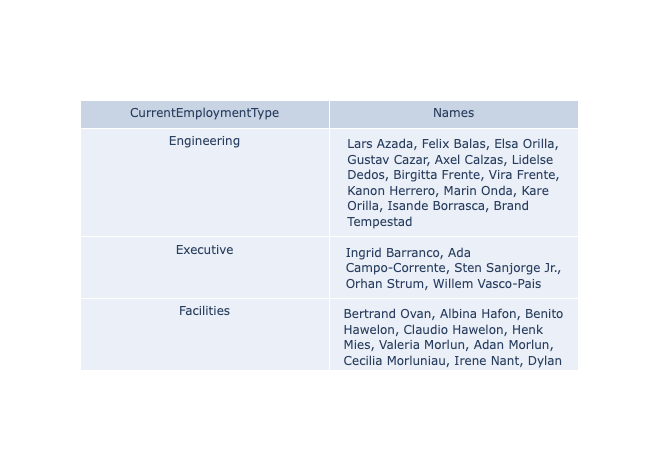 CurrentEmploymentType Names
Engineering
Lars Azada, Felix Balas, Elsa Orilla,
Gustav Cazar, Axel Calzas, Lidelse
Dedos, Birgitta Frente, Vira Frente,
Kanon Herrero, Marin Onda, Kare
Orilla, Isande Borrasca, Brand
Tempestad
Executive
Ingrid Barranco, Ada
Campo-Corrente, Sten Sanjorge Jr.,
Orhan Strum, Willem Vasco-Pais
Facilities
Bertrand Ovan, Albina Hafon, Benito
Hawelon, Claudio Hawelon, Henk
Mies, Valeria Morlun, Adan Morlun,
Cecilia Morluniau, Irene Nant, Dylan